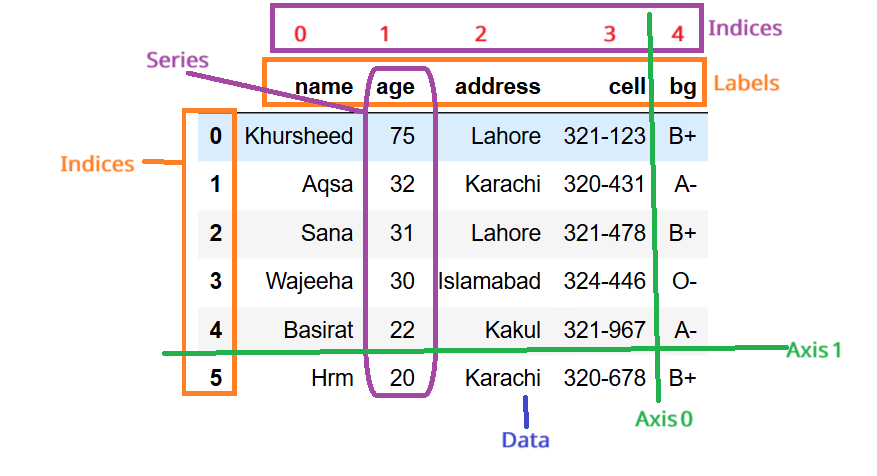 0 1 2 3 4 Indices
Series
name age address cell bg Labels
0 Khursheed 75 Lahore 321-123 B+
Indices
1 Aqsa 32 Karachi 320-431 A-
2 Sana 31 Lahore 321-478 B+
3 Wajeeha 30 Islamabad 324-446 O-
4 Basirat 22 Kakul 321-967 A-
Axis 1
5 Hrm 20 Karachi 320-678 B+
Axis 0
Data